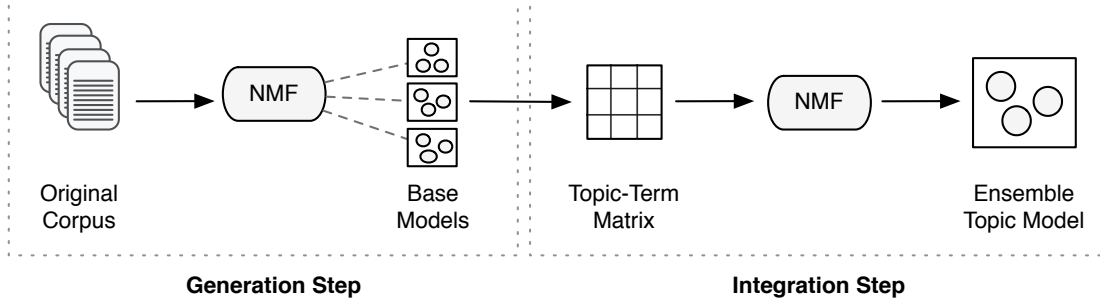 NMF
NMF
Original
Corpus
Base
Models
Topic-Term
Matrix
Ensemble
Topic Model
Generation Step
Integration Step